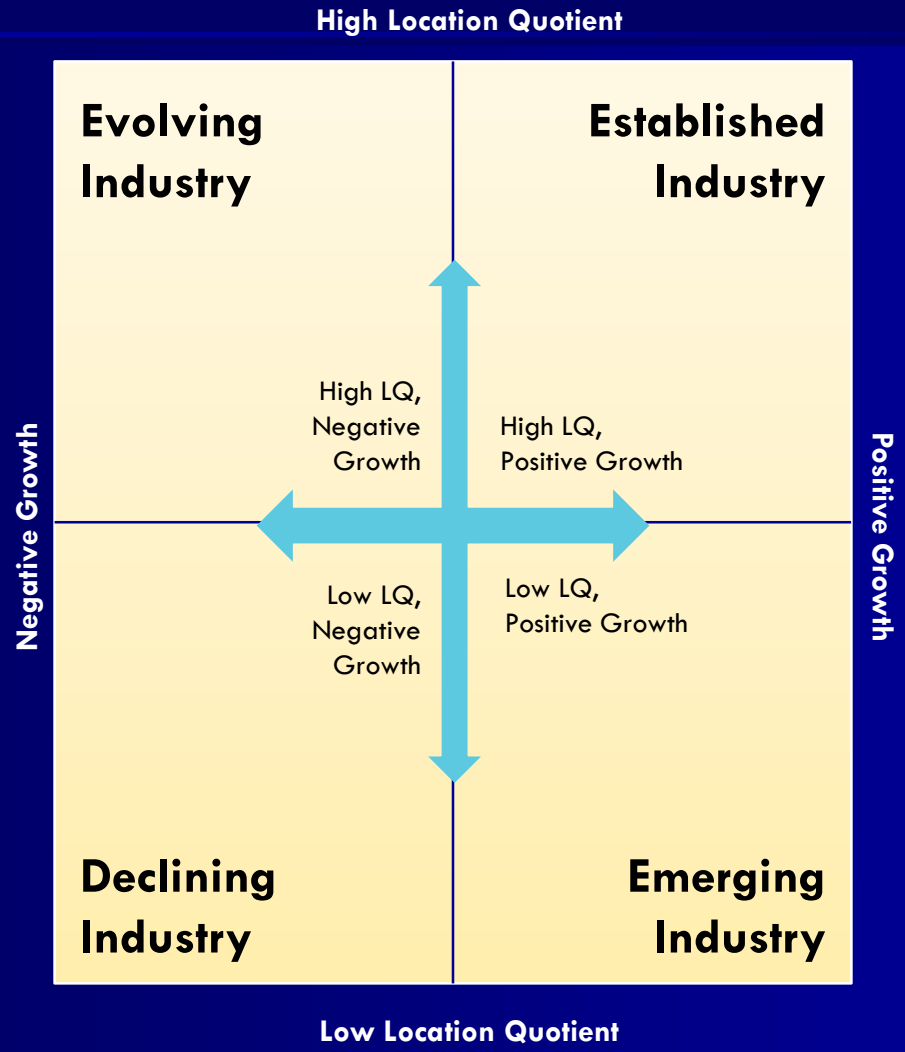 High Location Quotient
Evolving
Industry
Established
Industry
High LQ,
Negative
Growth
High LQ,
Positive Growth
Negative Growth
Positive Growth
Low LQ,
Negative
Growth
Low LQ,
Positive Growth
Declining
Industry
Emerging
Industry
Low Location Quotient